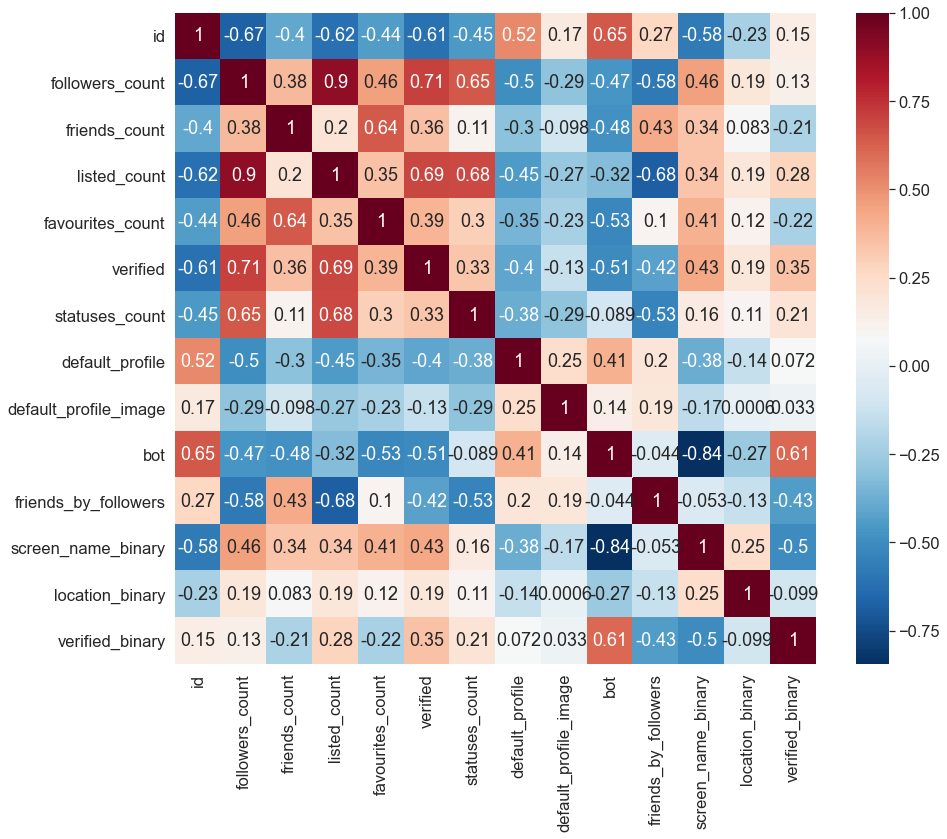 id 1 -0.67 -0.4 -0.62 -0.44 -0.61 -0.45 0.52 0.17 0.65 0.27 -0.58 -0.23 0.15
followers_count -0.67 1 0.38 0.9 0.46 0.71 0.65 -0.5 -0.29 -0.47 -0.58 0.46 0.19 0.13
friends_count -0.4 0.38 1 0.2 0.64 0.36 0.11 -0.3 -0.098 -0.48 0.43 0.34 0.083 -0.21
listed_count -0.62 0.9 0.2 1 0.35 0.69 0.68 -0.45 -0.27 -0.32 -0.68 0.34 0.19 0.28
favourites_count -0.44 0.46 0.64 0.35 1 0.39 0.3 -0.35 -0.23 -0.53 0.1 0.41 0.12 -0.22
verified -0.61 0.71 0.36 0.69 0.39 1 0.33 -0.4 -0.13 -0.51 -0.42 0.43 0.19 0.35
statuses_count -0.45 0.65 0.11 0.68 0.3 0.33 1 -0.38 -0.29 -0.089 -0.53 0.16 0.11 0.21
default_profile 0.52 -0.5 -0.3 -0.45 -0.35 -0.4 -0.38 1 0.25 0.41 0.2 -0.38 -0.14 0.072
default_profile_image 0.17 -0.29 -0.098 -0.27 -0.23 -0.13 -0.29 0.25 1 0.14 0.19 -0.17 0.033
bot 0.65 -0.47 -0.48 -0.32 -0.53 -0.51 -0.089 0.41 0.14 1 -0.044 -0.84 -0.27 0.61
friends_by_followers 0.27 -0.58 0.43 -0.68 0.1 -0.42 -0.53 0.2 0.19 -0.044 1 -0.053 -0.13 -0.43
screen_name_binary -0.58 0.46 0.34 0.34 0.41 0.43 0.16 -0.38 -0.17 -0.84 -0.053 1 0.25 -0.5
location_binary -0.23 0.19 0.083 0.19 0.12 0.19 0.11 -0.14 -0.27 -0.13 0.25 1 -0.099
verified_binary 0.15 0.13 -0.21 0.28 -0.22 0.35 0.21 0.072 0.033 0.61 -0.43 -0.5 -0.099 1
id
followers_count
friends_count
listed_count
favourites_count
verified
statuses_count
default_profile
default_profile_image
bot
friends_by_followers
screen_name_binary
location_binary
verified_binary
1.00
0.75
0.50
0.25
0.00
−0.25
−0.50
−0.75